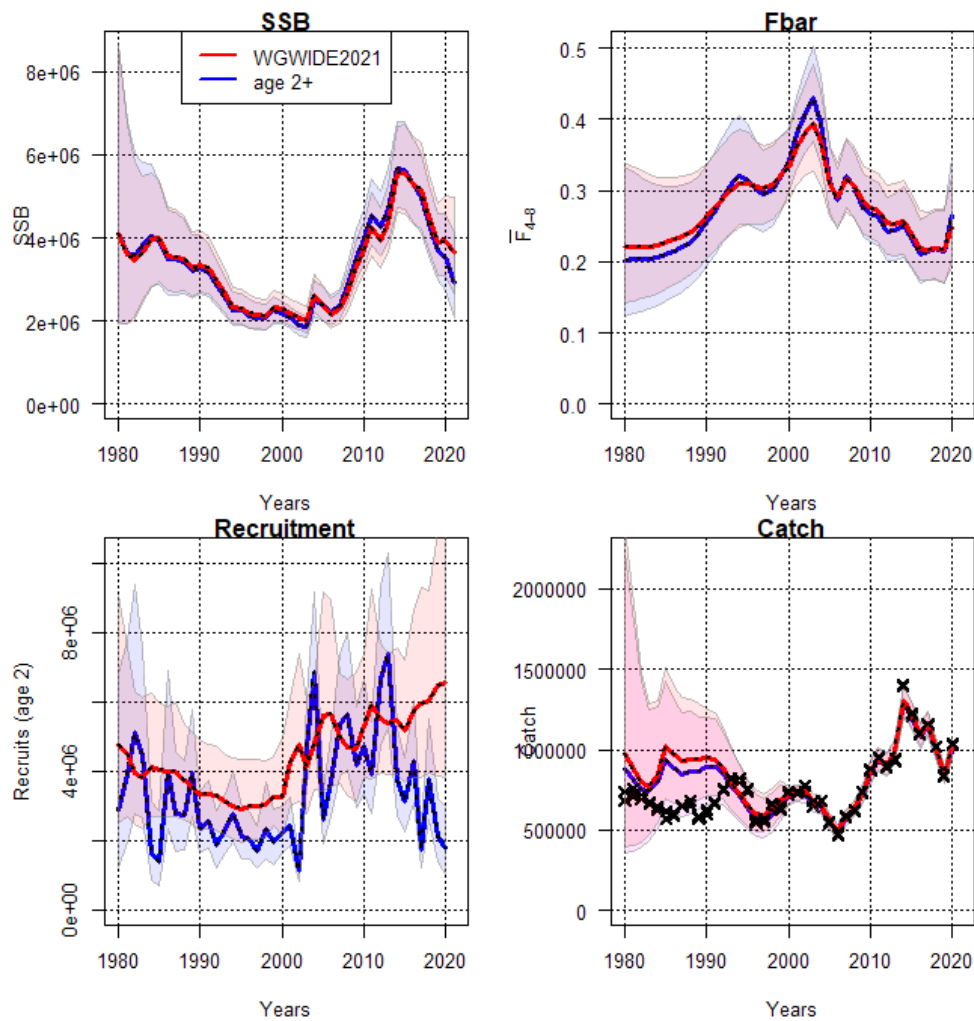 SSB
WGWIDE2021
age 2+
8e+06
6e+06
4e+06
2e+06
0e+00
SSB
1980 1990 2000 2010 2020
Years
Fbar
0.5
0.4
0.3
0.2
0.1
0.0
F̅4−8
1980 1990 2000 2010 2020
Years
Recruitment
8e+06
4e+06
0e+00
Recruits (age 2)
1980 1990 2000 2010 2020
Years
Catch
2000000
1500000
1000000
500000
0
Catch
1980 1990 2000 2010 2020
Years